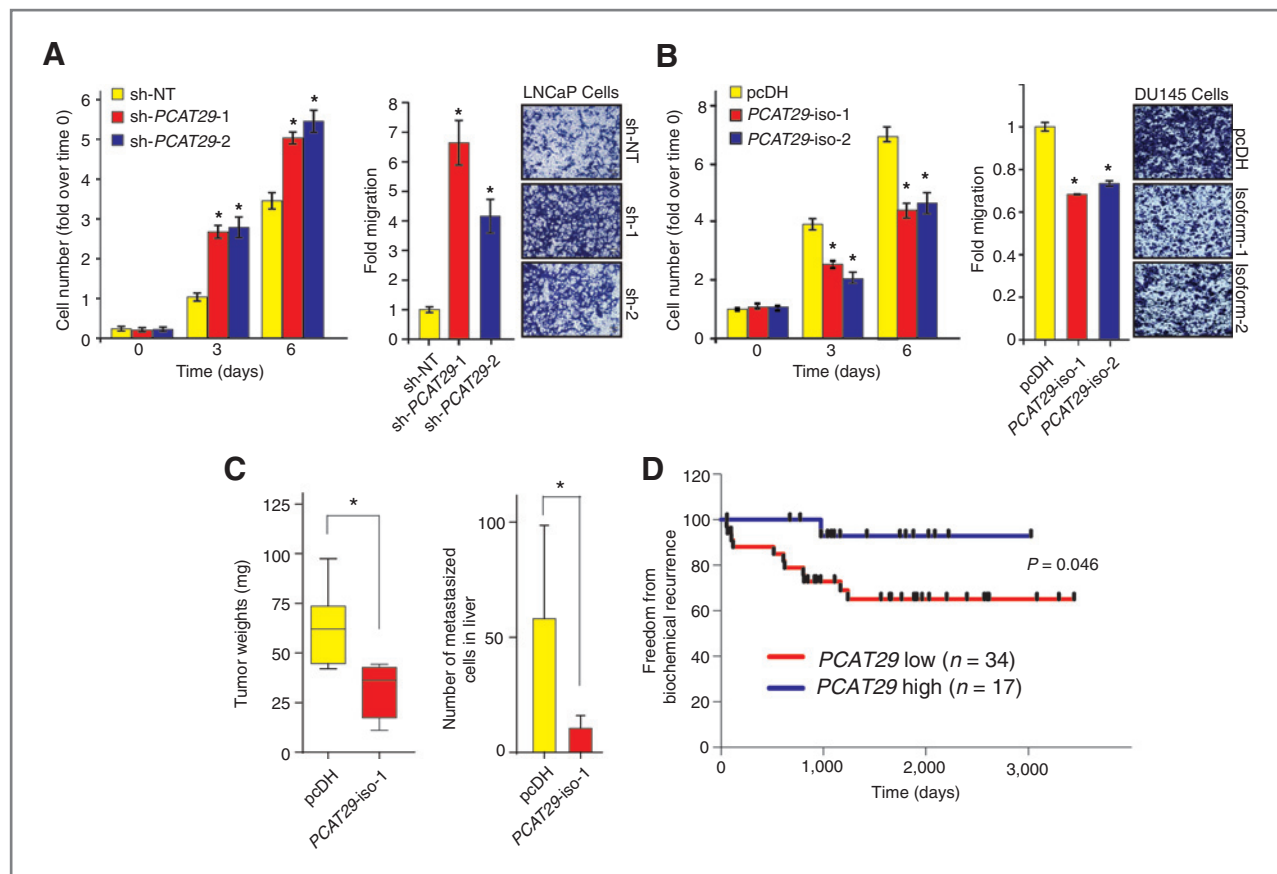 A
sh-NT
sh-PCAT29-1
sh-PCAT29-2
Cell number (fold over time 0)
6
5
4
3
2
1
0
* *
* *
0 3 6
Time (days)
Fold migration
8
7
6
5
4
3
2
1
0
*
*
sh-NT
sh-PCAT29-1
sh-PCAT29-2
LNCaP Cells
sh-NT
sh-1
sh-2
B
pcDH
PCAT29-iso-1
PCAT29-iso-2
Cell number (fold over time 0)
8
6
4
2
0
* *
* *
0 3 6
Time (days)
Fold migration
1
0.8
0.6
0.4
0.2
0
*
*
pcDH
PCAT29-iso-1
PCAT29-iso-2
DU145 Cells
pcDH
Isoform-1
Isoform-2
C
Tumor weights (mg)
125
100
75
50
25
0
*
pcDH
PCAT29-iso-1
Number of metastasized
cells in liver
100
50
0
*
pcDH
PCAT29-iso-1
D
Freedom from
biochemical recurrence
120
100
80
60
40
20
0
P = 0.046
PCAT29 low (n = 34)
PCAT29 high (n = 17)
0 1,000 2,000 3,000
Time (days)